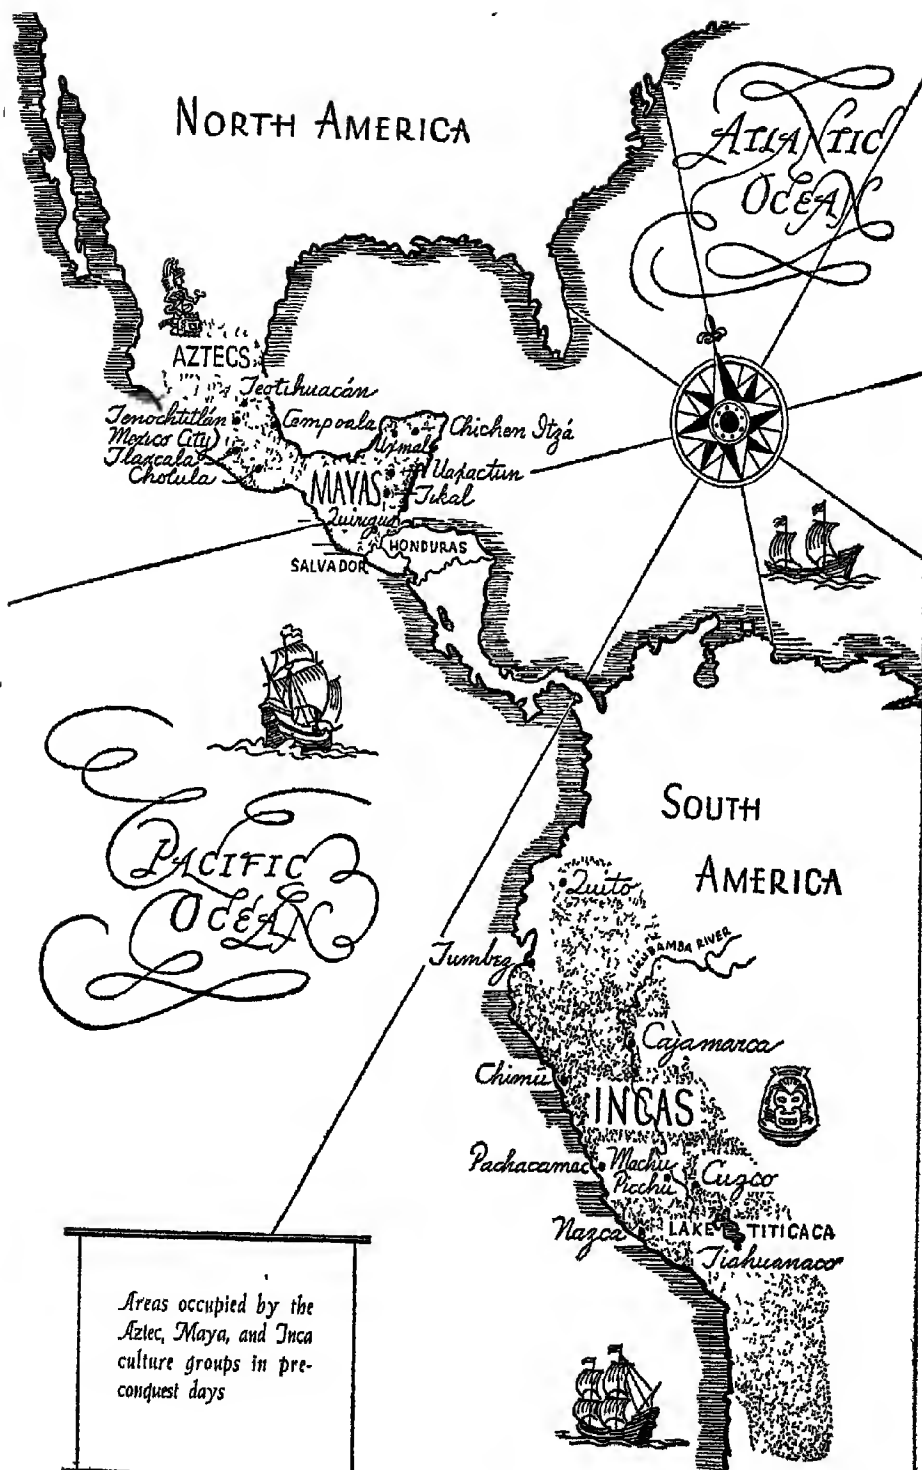 NORTH AMERICA
ATLANTIC
OCEAN
AZTECS
Teotihuacán
Tenochtitlán
Mexico City)
Tlaxcala
Cholula
Cempoala
Uxmal
Chichen Itzá
Uaxactun
MAYAS
Tikal
Quirigua
HONDURAS
SALVADOR
PACIFIC
OCEAN
SOUTH
AMERICA
Quito
Tumbez
URUBAMBA RIVER
Cajamarca
Chimu
INCAS
Pachacamac
Machu
Picchu
Cuzco
Nazca
LAKE TITICACA
Tiahuanaco
Areas occupied by the
Aztec, Maya, and Inca
culture groups in pre-
conquest days